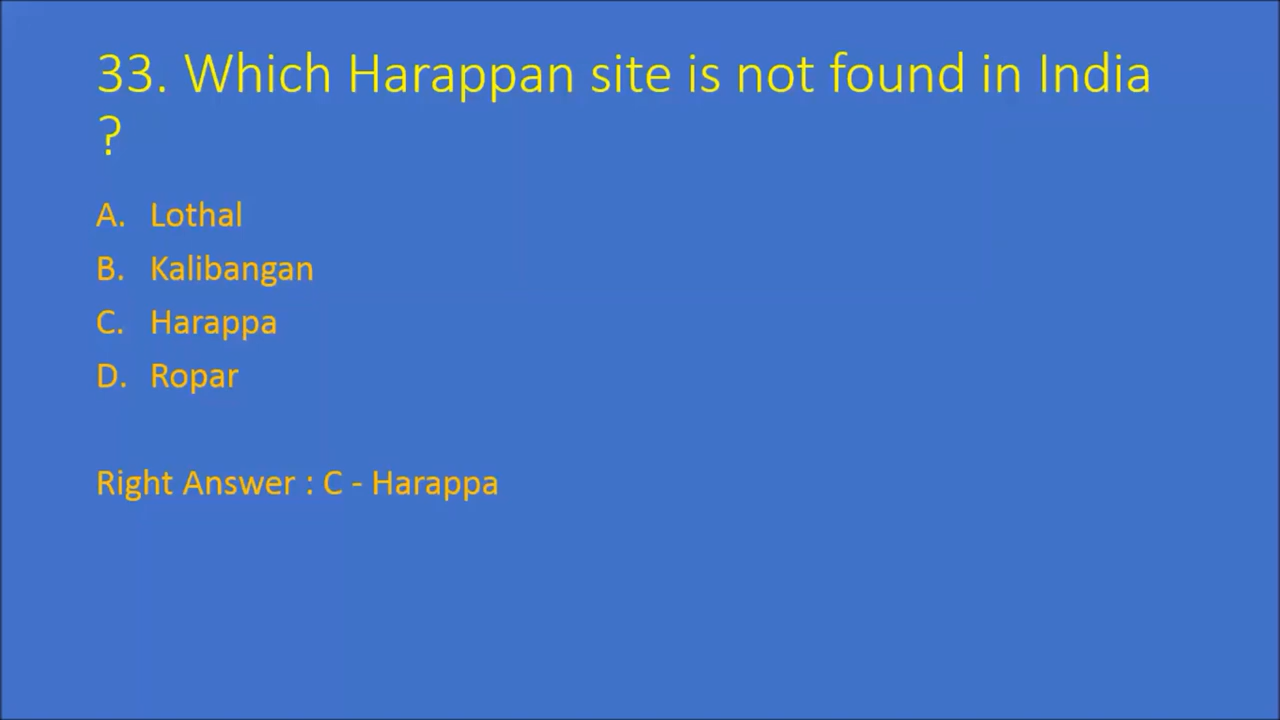 33. Which Harappan site is not found in India
?
A. Lothal
B. Kalibangan
C. Harappa
D. Ropar
Right Answer : C - Harappa